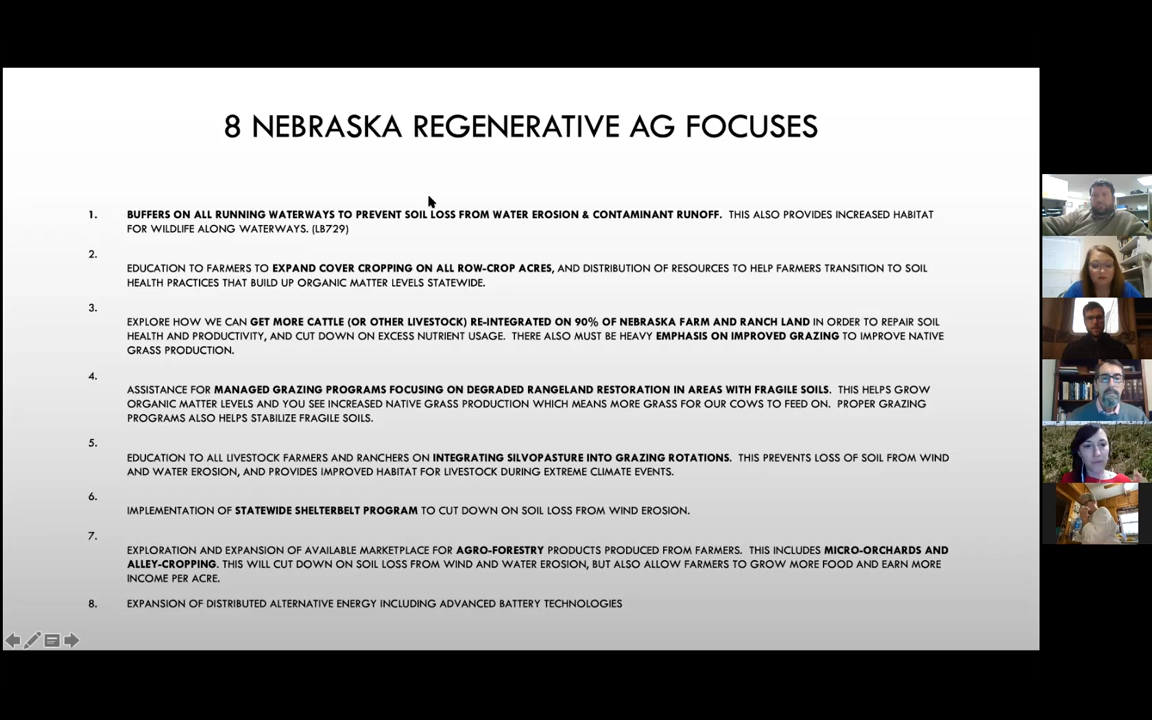 8 NEBRASKA REGENERATIVE AG FOCUSES
1. BUFFERS ON ALL RUNNING WATERWAYS TO PREVENT SOIL LOSS FROM WATER EROSION & CONTAMINANT RUNOFF. THIS ALSO PROVIDES INCREASED HABITAT
FOR WILDLIFE ALONG WATERWAYS. (LB729)
2.
EDUCATION TO FARMERS TO EXPAND COVER CROPPING ON ALL ROW-CROP ACRES, AND DISTRIBUTION OF RESOURCES TO HELP FARMERS TRANSITION TO SOIL
HEALTH PRACTICES THAT BUILD UP ORGANIC MATTER LEVELS STATEWIDE.
3.
EXPLORE HOW WE CAN GET MORE CATTLE (OR OTHER LIVESTOCK) RE-INTEGRATED ON 90% OF NEBRASKA FARM AND RANCH LAND IN ORDER TO REPAIR SOIL
HEALTH AND PRODUCTIVITY, AND CUT DOWN ON EXCESS NUTRIENT USAGE. THERE ALSO MUST BE HEAVY EMPHASIS ON IMPROVED GRAZING TO IMPROVE NATIVE
GRASS PRODUCTION.
4.
ASSISTANCE FOR MANAGED GRAZING PROGRAMS FOCUSING ON DEGRADED RANGELAND RESTORATION IN AREAS WITH FRAGILE SOILS. THIS HELPS GROW
ORGANIC MATTER LEVELS AND YOU SEE INCREASED NATIVE GRASS PRODUCTION WHICH MEANS MORE GRASS FOR OUR COWS TO FEED ON. PROPER GRAZING
PROGRAMS ALSO HELPS STABILIZE FRAGILE SOILS.
5.
EDUCATION TO ALL LIVESTOCK FARMERS AND RANCHERS ON INTEGRATING SILVOPASTURE INTO GRAZING ROTATIONS. THIS PREVENTS LOSS OF SOIL FROM WIND
AND WATER EROSION, AND PROVIDES IMPROVED HABITAT FOR LIVESTOCK DURING EXTREME CLIMATE EVENTS.
6.
IMPLEMENTATION OF STATEWIDE SHELTERBELT PROGRAM TO CUT DOWN ON SOIL LOSS FROM WIND EROSION.
7.
EXPLORATION AND EXPANSION OF AVAILABLE MARKETPLACE FOR AGRO-FORESTRY PRODUCTS PRODUCED FROM FARMERS. THIS INCLUDES MICRO-ORCHARDS AND
ALLEY-CROPPING. THIS WILL CUT DOWN ON SOIL LOSS FROM WIND AND WATER EROSION, BUT ALSO ALLOW FARMERS TO GROW MORE FOOD AND EARN MORE
INCOME PER ACRE.
8. EXPANSION OF DISTRIBUTED ALTERNATIVE ENERGY INCLUDING ADVANCED BATTERY TECHNOLOGIES